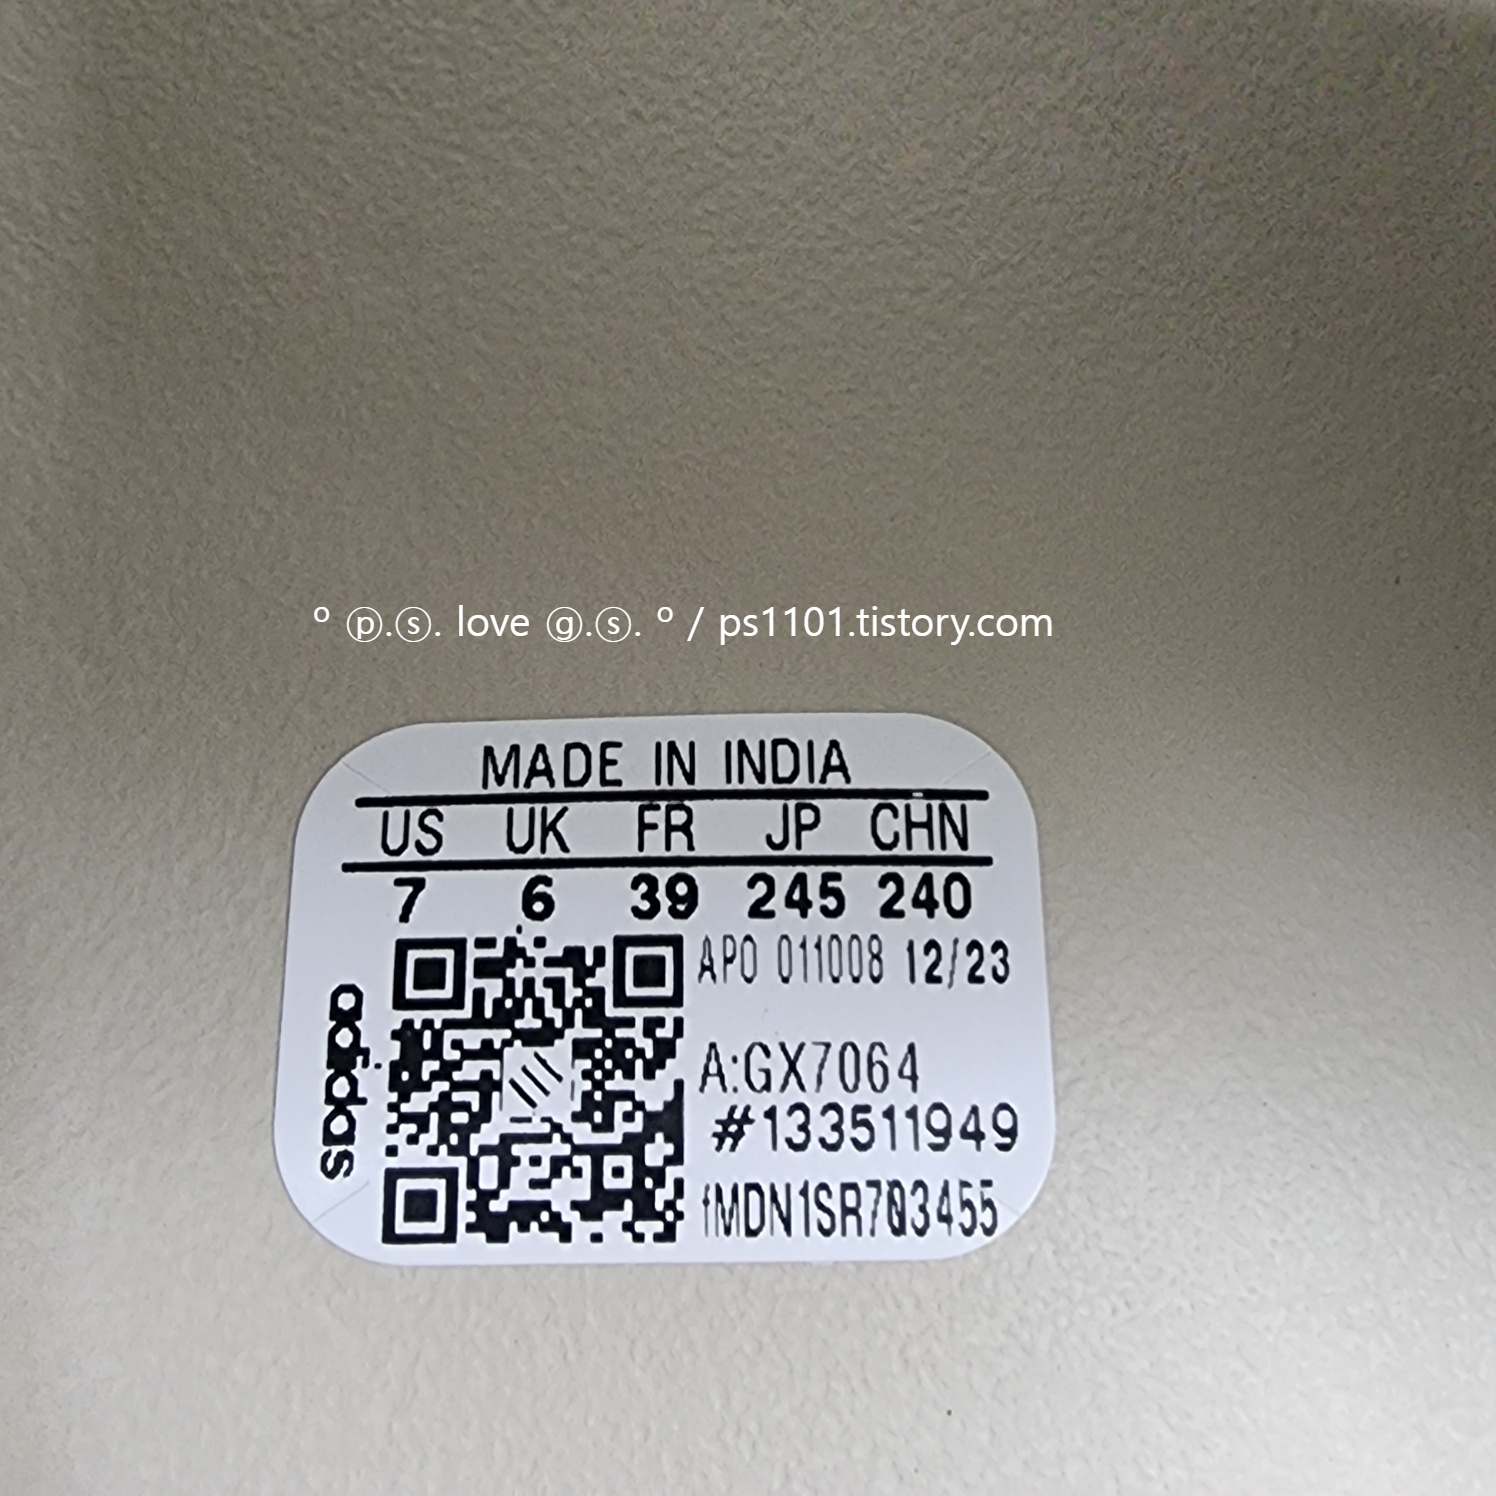 º ⓟ.ⓢ. love ⓖ.ⓢ. º / ps1101.tistory.com
MADE IN INDIA
US UK FR JP CHN
7 6 39 245 240
APO 011008 12/23
A:GX7064
#133511949
adidas